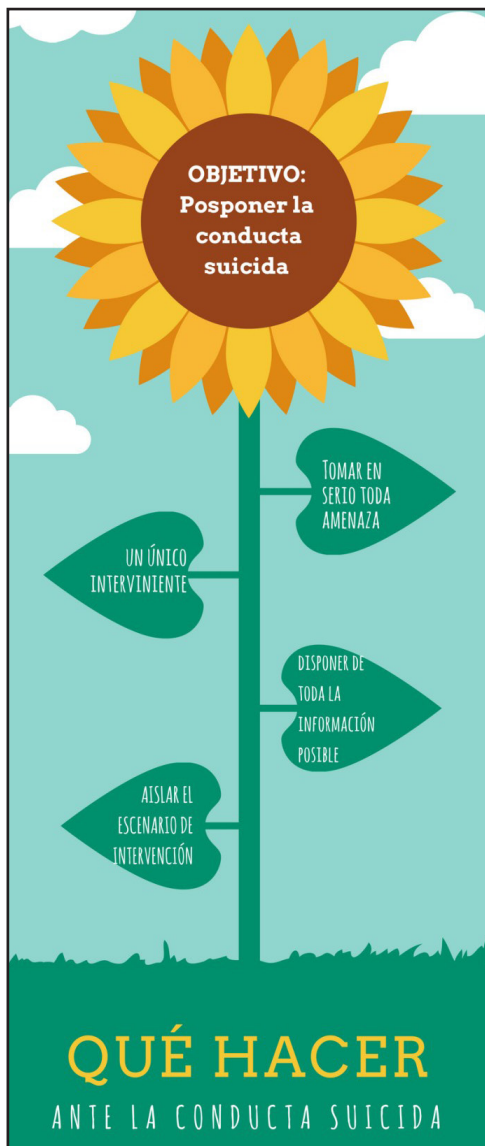 OBJETIVO:
Posponer la
conducta
suicida
TOMAR EN
SERIO TODA
AMENAZA
UN ÚNICO
INTERVINIENTE
DISPONER DE
TODA LA
INFORMACIÓN
POSIBLE
AISLAR EL
ESCENARIO DE
INTERVENCIÓN
QUÉ HACER
ANTE LA CONDUCTA SUICIDA